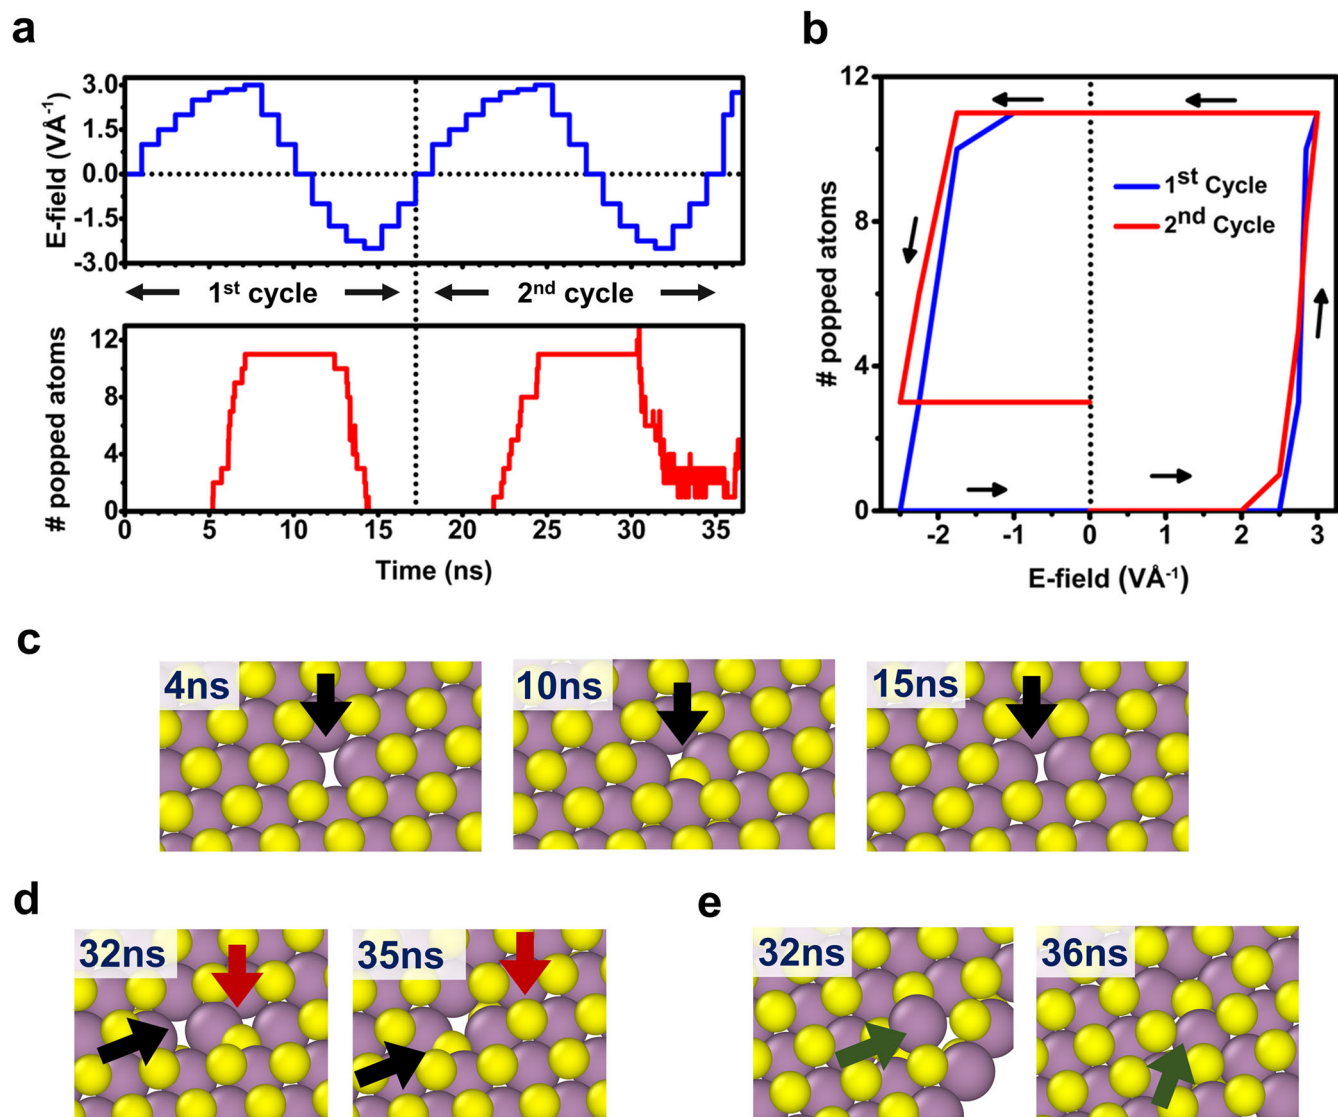 a
E-field (VÅ⁻¹)
3.0
1.5
0.0
-1.5
-3.0
1st cycle
2nd cycle
# popped atoms
12
8
4
0
0 5 10 15 20 25 30 35
Time (ns)
b
# popped atoms
12
8
4
0
1st Cycle
2nd Cycle
-2 -1 0 1 2 3
E-field (VÅ⁻¹)
c
4ns
10ns
15ns
d
32ns
35ns
e
32ns
36ns